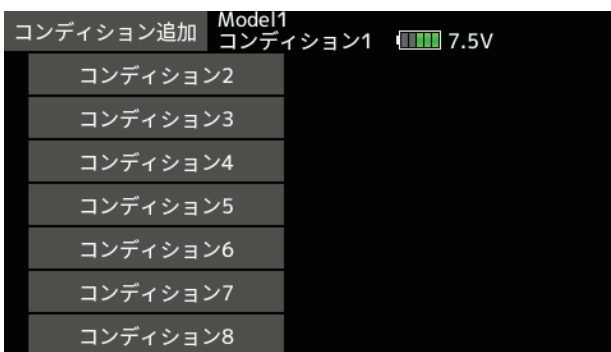 コンディション追加
Model1
コンディション1 7.5V
コンディション2
コンディション3
コンディション4
コンディション5
コンディション6
コンディション7
コンディション8